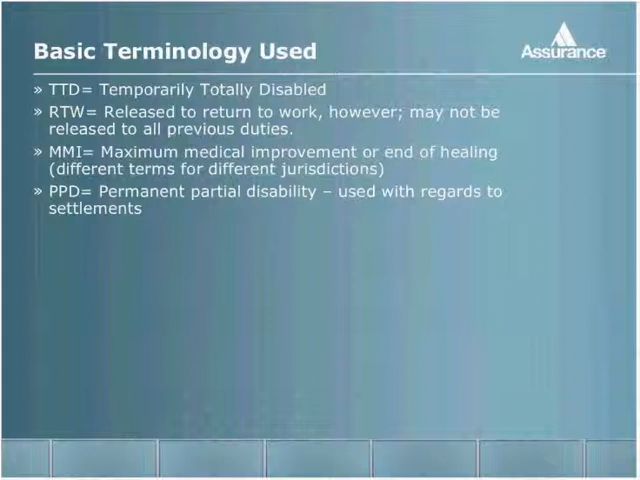 Basic Terminology Used
Assurance
» TTD= Temporarily Totally Disabled
» RTW= Released to return to work, however; may not be
released to all previous duties.
» MMI= Maximum medical improvement or end of healing
(different terms for different jurisdictions)
» PPD= Permanent partial disability – used with regards to
settlements